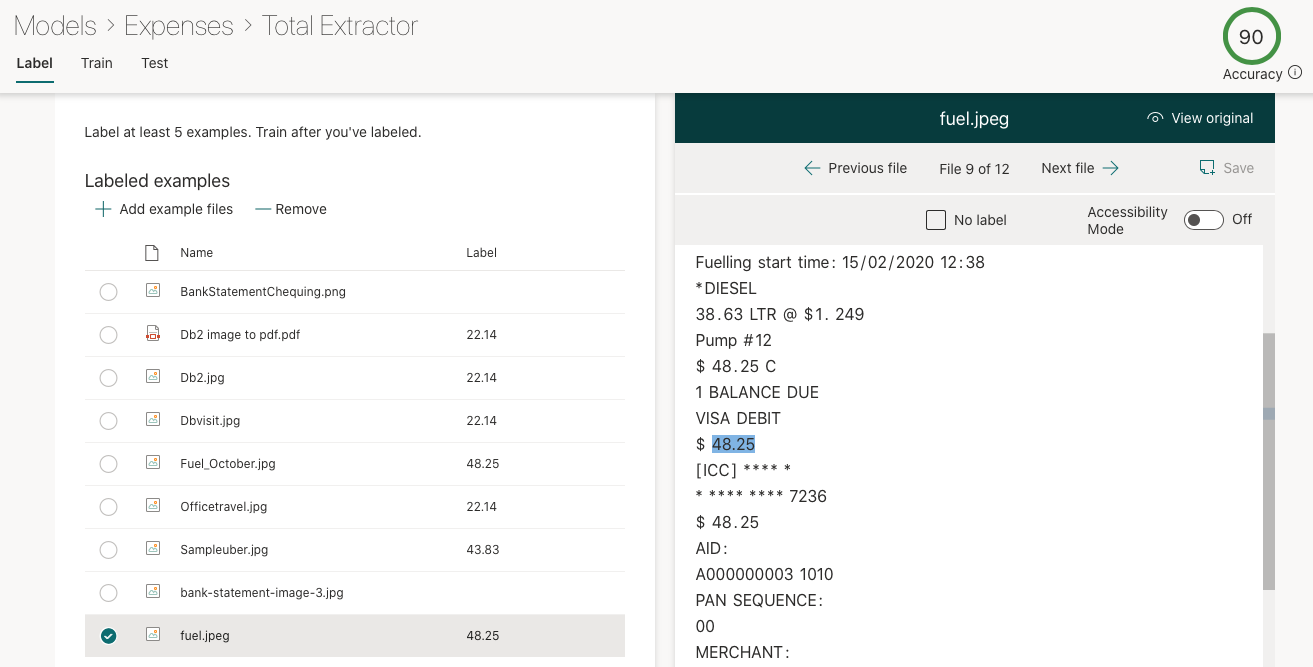 Models > Expenses > Total Extractor
90
Accuracy
Label Train Test
Label at least 5 examples. Train after you've labeled.
Labeled examples
+ Add example files — Remove
Name Label
BankStatementChequing.png
Db2 image to pdf.pdf 22.14
Db2.jpg 22.14
Dbvisit.jpg 22.14
Fuel_October.jpg 48.25
Officetravel.jpg 22.14
Sampleuber.jpg 43.83
bank-statement-image-3.jpg
fuel.jpeg 48.25
fuel.jpeg View original
← Previous file File 9 of 12 Next file → Save
No label Accessibility Mode Off
Fuelling start time: 15/02/2020 12:38
*DIESEL
38.63 LTR @ $1. 249
Pump #12
$ 48.25 C
1 BALANCE DUE
VISA DEBIT
$ 48.25
[ICC] **** *
* **** **** 7236
$ 48.25
AID:
A000000003 1010
PAN SEQUENCE:
00
MERCHANT: